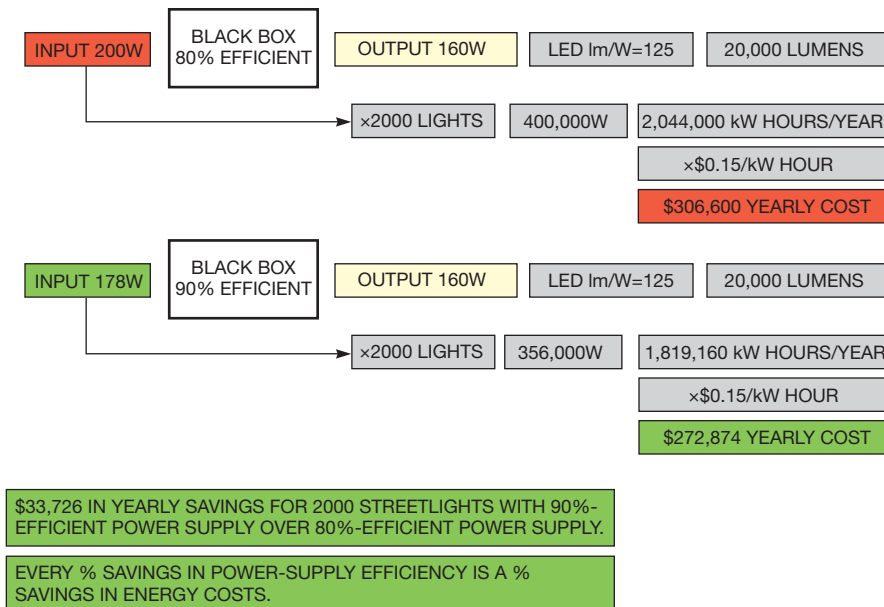 INPUT 200W
BLACK BOX
80% EFFICIENT
OUTPUT 160W
LED lm/W=125
20,000 LUMENS
×2000 LIGHTS
400,000W
2,044,000 kW HOURS/YEAR
×$0.15/kW HOUR
$306,600 YEARLY COST
INPUT 178W
BLACK BOX
90% EFFICIENT
OUTPUT 160W
LED lm/W=125
20,000 LUMENS
×2000 LIGHTS
356,000W
1,819,160 kW HOURS/YEAR
×$0.15/kW HOUR
$272,874 YEARLY COST
$33,726 IN YEARLY SAVINGS FOR 2000 STREETLIGHTS WITH 90%-
EFFICIENT POWER SUPPLY OVER 80%-EFFICIENT POWER SUPPLY.
EVERY % SAVINGS IN POWER-SUPPLY EFFICIENCY IS A %
SAVINGS IN ENERGY COSTS.